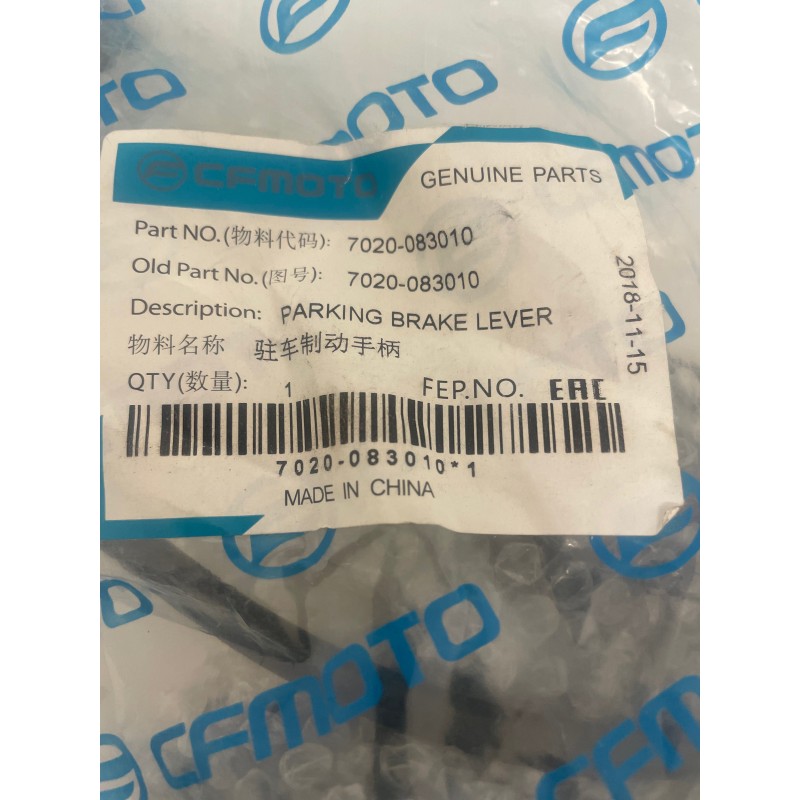 CFMOTO
CFMOTO GENUINE PARTS
Part NO.(物料代码): 7020-083010
Old Part No.(图号): 7020-083010
Description: PARKING BRAKE LEVER
物料名称 驻车制动手柄
QTY(数量): 1 FEP.NO. EAC
7020-083010*1
MADE IN CHINA
2018-11-15
CFMOTO